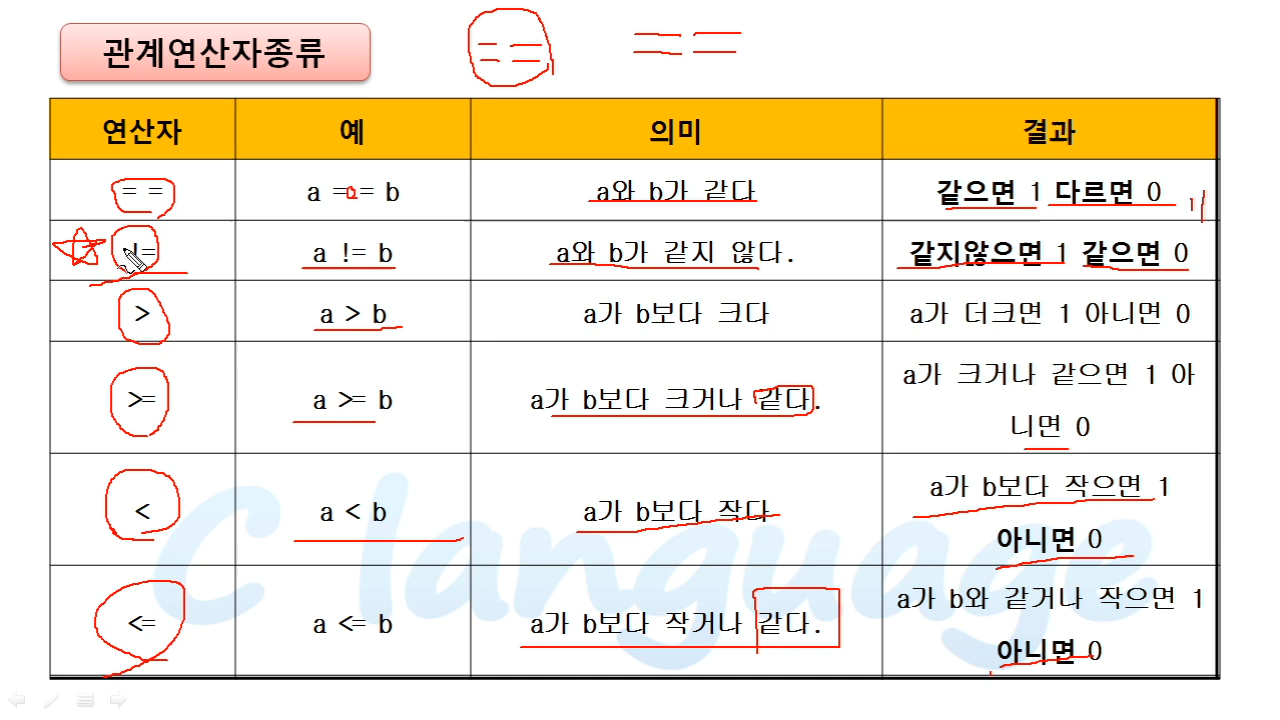 관계연산자종류
연산자 예 의미 결과
= = a == b a와 b가 같다 같으면 1 다르면 0
!= a != b a와 b가 같지 않다. 같지않으면 1 같으면 0
> a > b a가 b보다 크다 a가 더크면 1 아니면 0
>= a >= b a가 b보다 크거나 같다. a가 크거나 같으면 1 아
니면 0
< a < b a가 b보다 작다 a가 b보다 작으면 1
아니면 0
<= a <= b a가 b보다 작거나 같다. a가 b와 같거나 작으면 1
아니면 0
C language